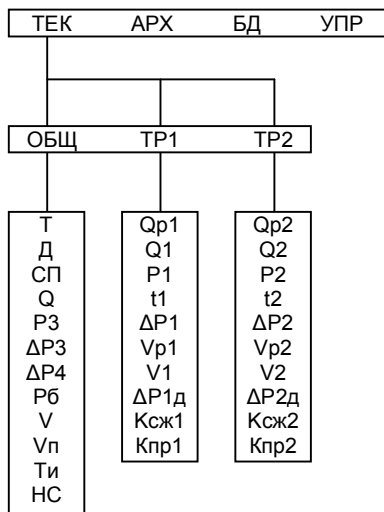 ТЕК АРХ БД УПР
ОБЩ ТР1 ТР2
Т
Д
СП
Q
Р3
ΔР3
ΔР4
Рб
V
Vп
Ти
НС
Qр1
Q1
Р1
t1
ΔР1
Vр1
V1
ΔР1д
Ксж1
Кпр1
Qр2
Q2
Р2
t2
ΔР2
Vр2
V2
ΔР2д
Ксж2
Кпр2